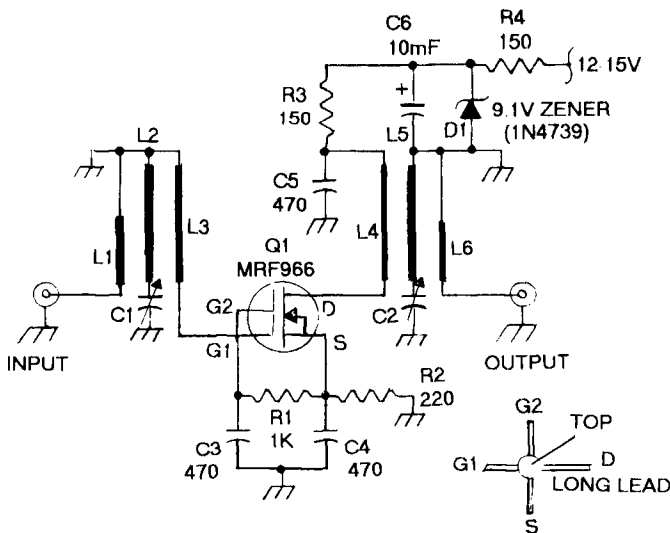 C6
10mF
R4
150
12-15V
R3
150
+
L5
D1
9.1V ZENER
(1N4739)
L2
C5
470
L1
L3
L4
L6
Q1
MRF966
C1
G2
D
C2
G1
S
INPUT
OUTPUT
R2
220
R1
1K
C3
470
C4
470
G2
TOP
G1
D
LONG LEAD
S